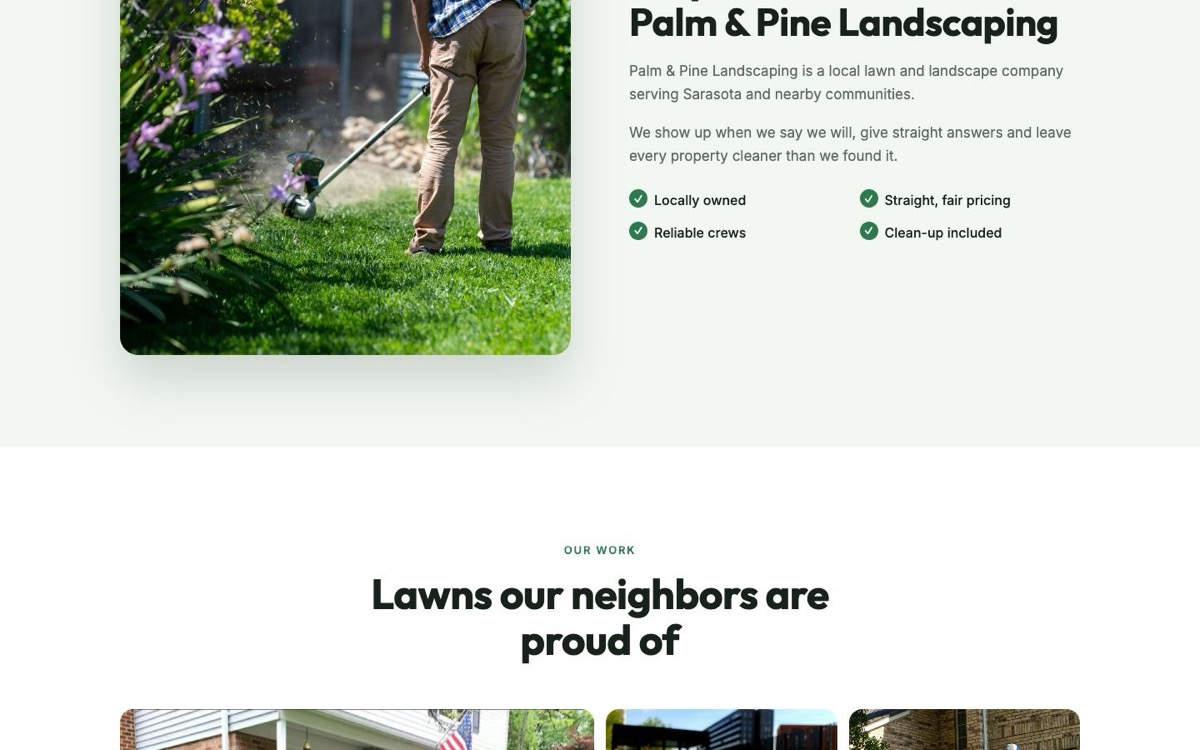 Palm & Pine Landscaping
Palm & Pine Landscaping is a local lawn and landscape company
serving Sarasota and nearby communities.
We show up when we say we will, give straight answers and leave
every property cleaner than we found it.
Locally owned
Straight, fair pricing
Reliable crews
Clean-up included
OUR WORK
Lawns our neighbors are
proud of